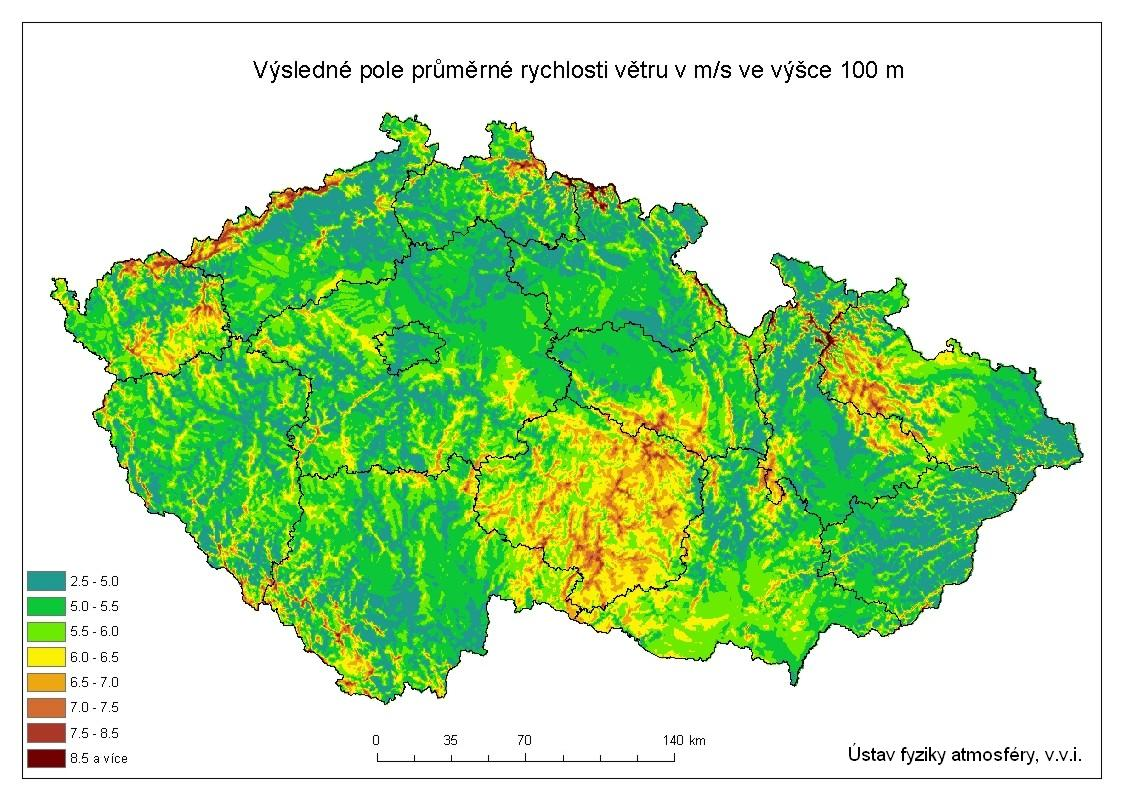 Výsledné pole průměrné rychlosti větru v m/s ve výšce 100 m
2.5 - 5.0
5.0 - 5.5
5.5 - 6.0
6.0 - 6.5
6.5 - 7.0
7.0 - 7.5
7.5 - 8.5
8.5 a více
0 35 70 140 km
Ústav fyziky atmosféry, v.v.i.